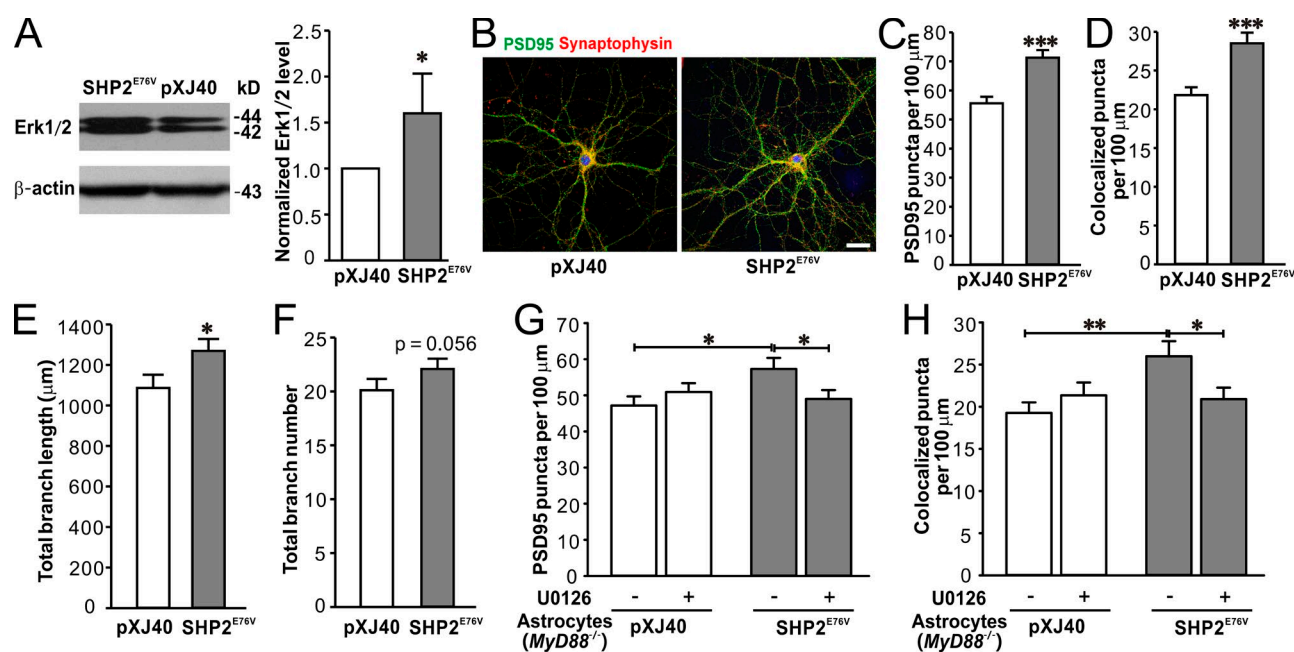 A
SHP2E76V pXJ40 kD
Erk1/2
-44
-42
β-actin
-43
Normalized Erk1/2 level
2.5
2.0
1.5
1.0
0.5
0
*
pXJ40 SHP2E76V
B
PSD95 Synaptophysin
pXJ40
SHP2E76V
C
PSD95 puncta per 100 μm
80
70
60
50
40
30
20
10
0
***
pXJ40 SHP2E76V
D
Colocalized puncta
per 100 μm
30
25
20
15
10
5
0
***
pXJ40 SHP2E76V
E
Total branch length (μm)
1400
1200
1000
800
600
400
200
0
*
pXJ40 SHP2E76V
F
Total branch number
25
20
15
10
5
0
p = 0.056
pXJ40 SHP2E76V
G
PSD95 puncta per 100 μm
70
60
50
40
30
20
10
0
* *
U0126 - + - +
Astrocytes pXJ40 SHP2E76V
(MyD88-/-)
H
Colocalized puncta
per 100 μm
30
25
20
15
10
5
0
** *
U0126 - + - +
Astrocytes pXJ40 SHP2E76V
(MyD88-/-)